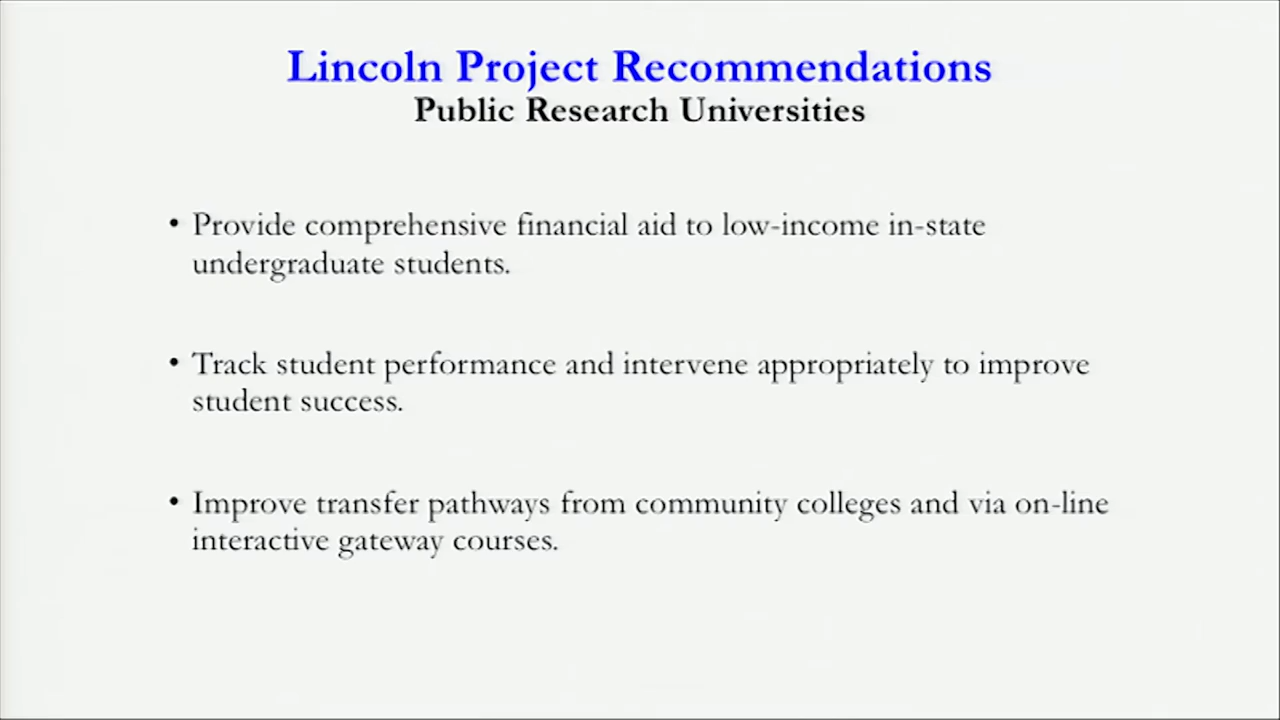 Lincoln Project Recommendations
Public Research Universities
• Provide comprehensive financial aid to low-income in-state
undergraduate students.
• Track student performance and intervene appropriately to improve
student success.
• Improve transfer pathways from community colleges and via on-line
interactive gateway courses.